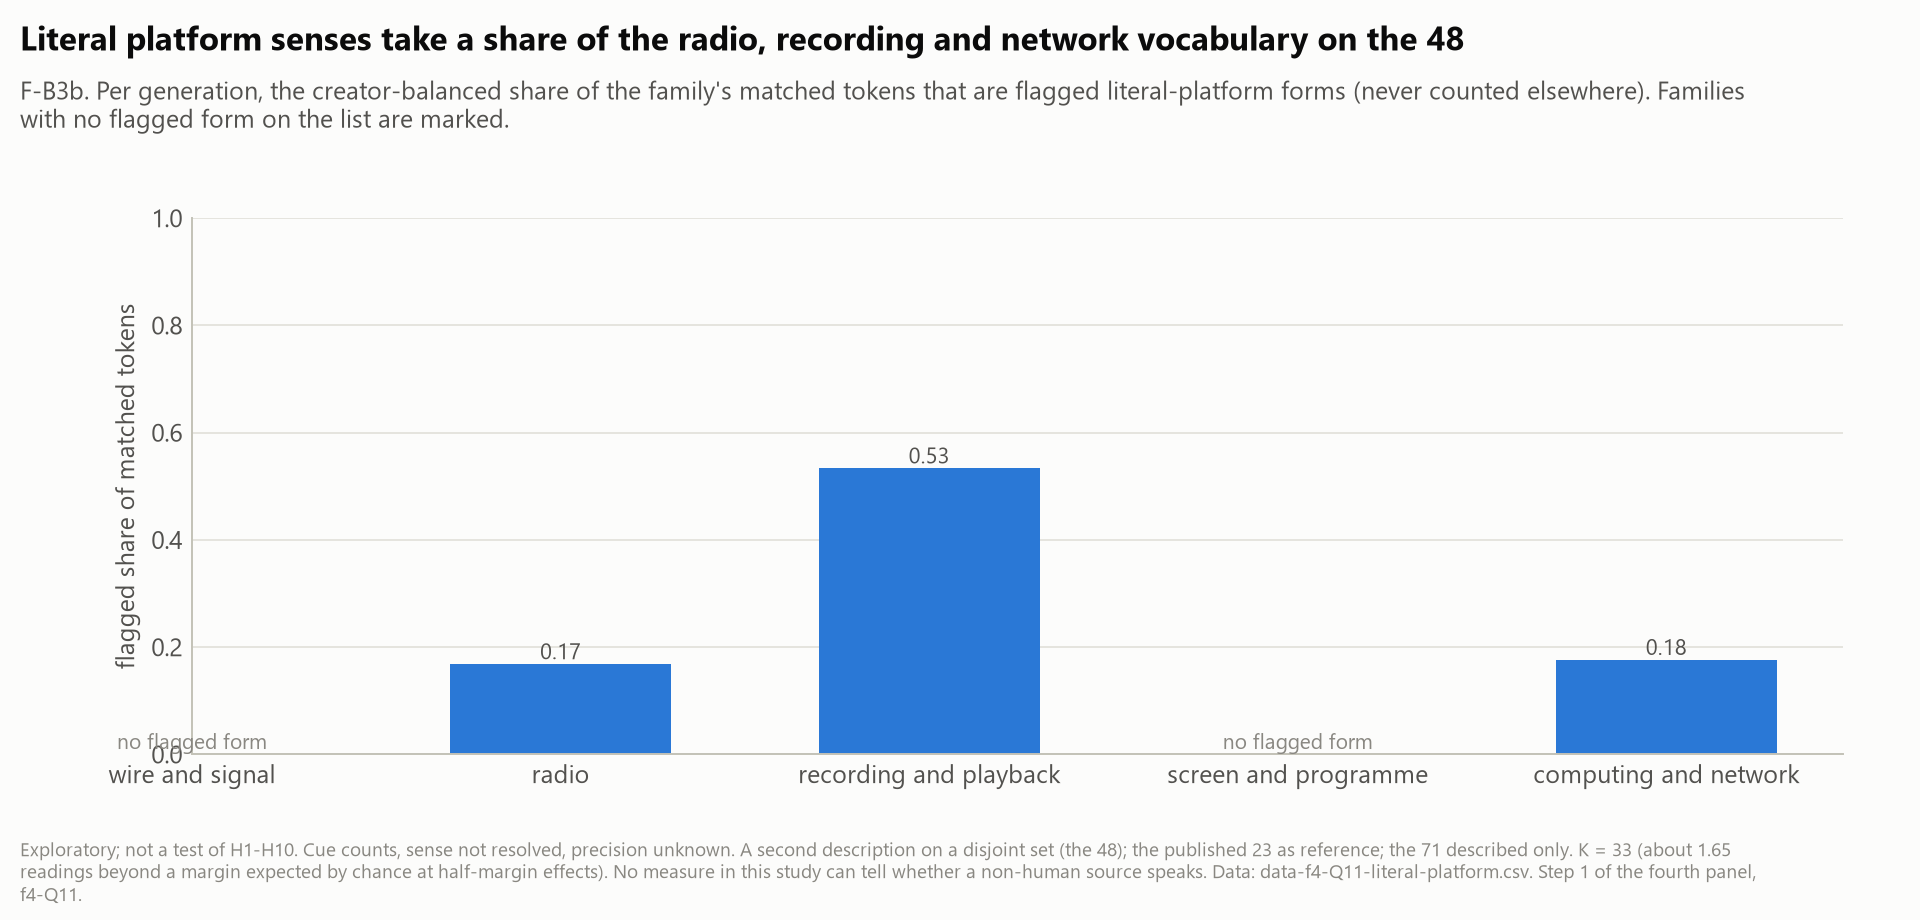 Literal platform senses take a share of the radio, recording and network vocabulary on the 48
F-B3b. Per generation, the creator-balanced share of the family's matched tokens that are flagged literal-platform forms (never counted elsewhere). Families
with no flagged form on the list are marked.
flagged share of matched tokens
1.0
0.8
0.6
0.4
0.2
0.0
no flagged form
0.17
0.53
no flagged form
0.18
wire and signal
radio
recording and playback
screen and programme
computing and network
Exploratory; not a test of H1-H10. Cue counts, sense not resolved, precision unknown. A second description on a disjoint set (the 48); the published 23 as reference; the 71 described only. K = 33 (about 1.65
readings beyond a margin expected by chance at half-margin effects). No measure in this study can tell whether a non-human source speaks. Data: data-f4-Q11-literal-platform.csv. Step 1 of the fourth panel,
f4-Q11.